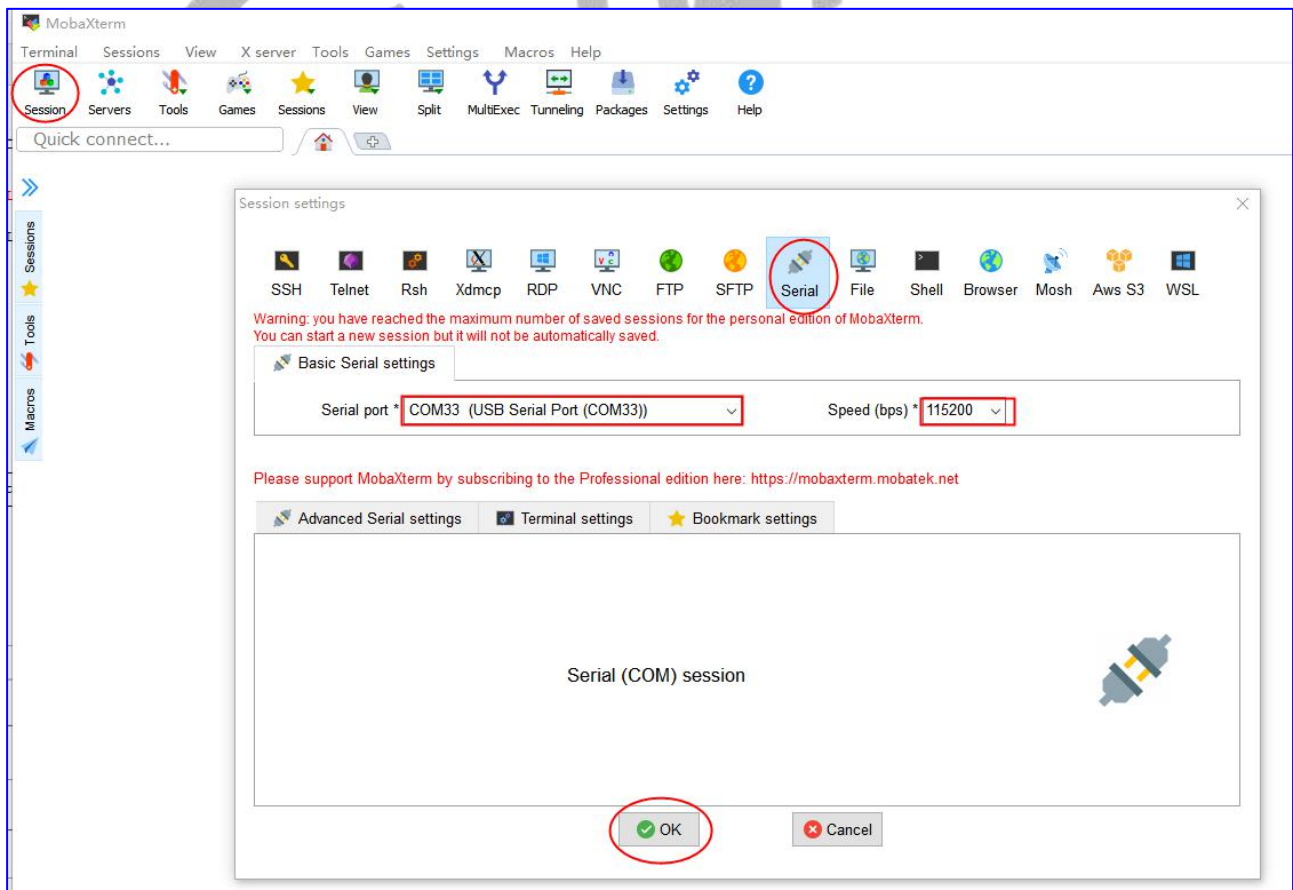 MobaXterm
Terminal Sessions View X server Tools Games Settings Macros Help
Session Servers Tools Games Sessions View Split MultiExec Tunneling Packages Settings Help
Quick connect...
Sessions
Tools
Macros
Session settings
SSH Telnet Rsh Xdmcp RDP VNC FTP SFTP Serial File Shell Browser Mosh Aws S3 WSL
Warning: you have reached the maximum number of saved sessions for the personal edition of MobaXterm.
You can start a new session but it will not be automatically saved.
Basic Serial settings
Serial port * COM33 (USB Serial Port (COM33)) Speed (bps) * 115200
Please support MobaXterm by subscribing to the Professional edition here: https://mobaxterm.mobatek.net
Advanced Serial settings Terminal settings Bookmark settings
Serial (COM) session
OK Cancel